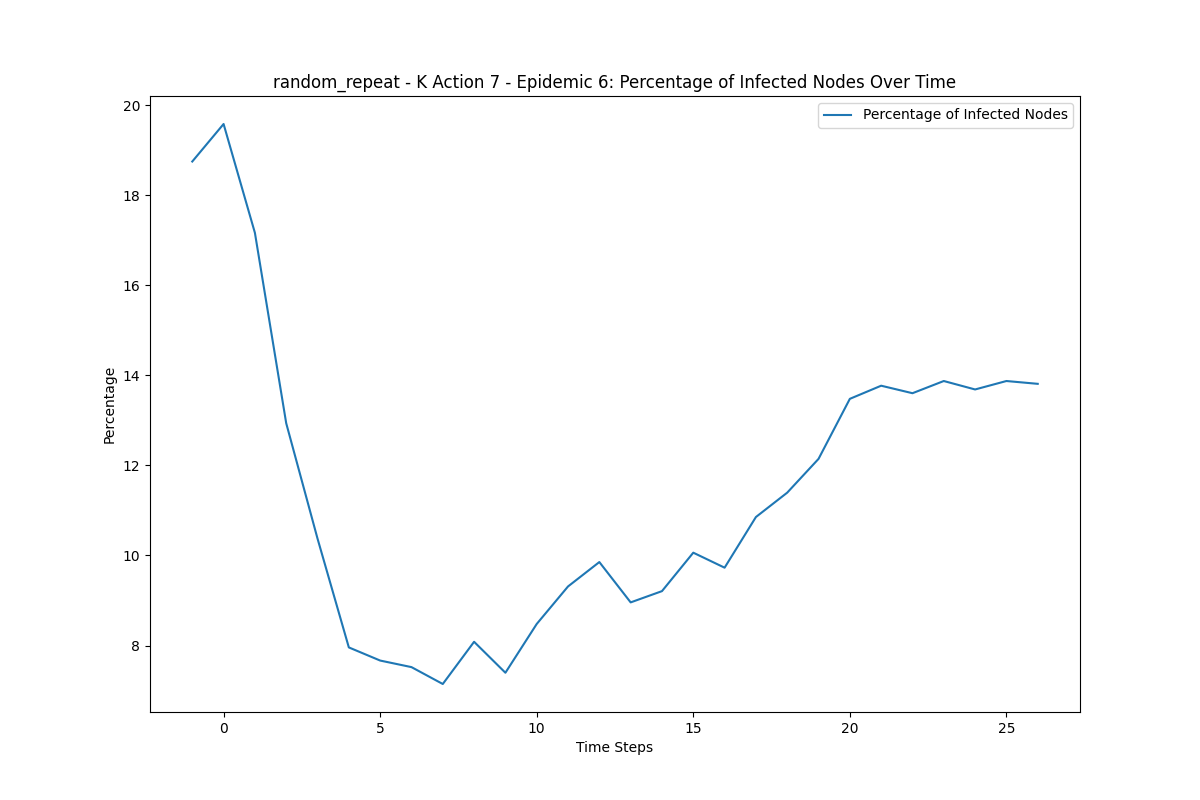 random_repeat - K Action 7 - Epidemic 6: Percentage of Infected Nodes Over Time
Percentage of Infected Nodes
20
18
16
14
12
10
8
Percentage
0 5 10 15 20 25
Time Steps